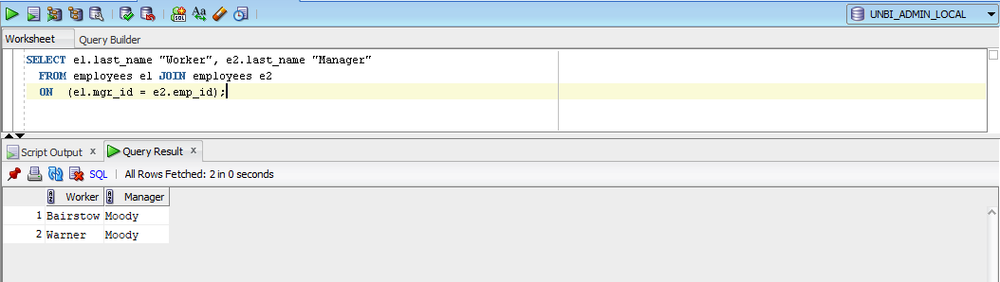 UNBI_ADMIN_LOCAL
Worksheet Query Builder
SELECT e1.last_name "Worker", e2.last_name "Manager"
FROM employees e1 JOIN employees e2
ON (e1.mgr_id = e2.emp_id);
Script Output x Query Result x
SQL | All Rows Fetched: 2 in 0 seconds
Worker Manager
1 Bairstow Moody
2 Warner Moody